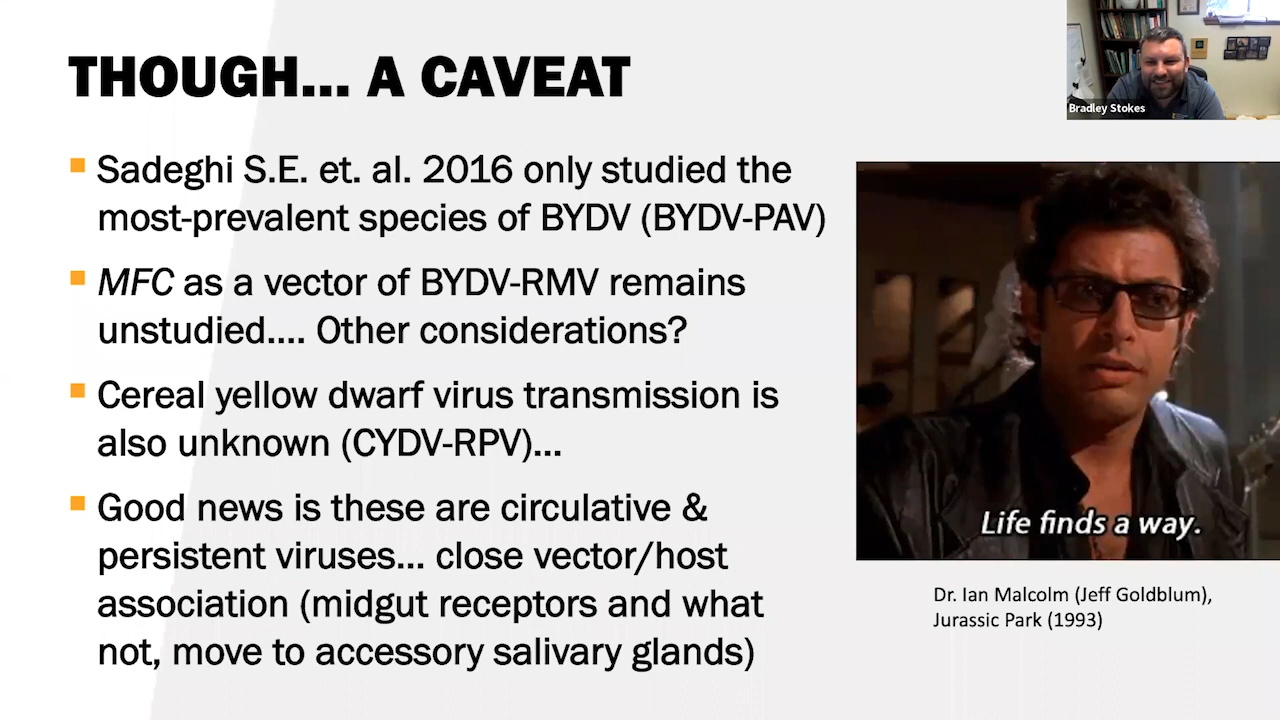 THOUGH... A CAVEAT
Bradley Stokes
▪ Sadeghi S.E. et. al. 2016 only studied the
most-prevalent species of BYDV (BYDV-PAV)
▪ MFC as a vector of BYDV-RMV remains
unstudied.... Other considerations?
▪ Cereal yellow dwarf virus transmission is
also unknown (CYDV-RPV)...
▪ Good news is these are circulative &
persistent viruses... close vector/host
association (midgut receptors and what
not, move to accessory salivary glands)
Life finds a way.
Dr. Ian Malcolm (Jeff Goldblum),
Jurassic Park (1993)